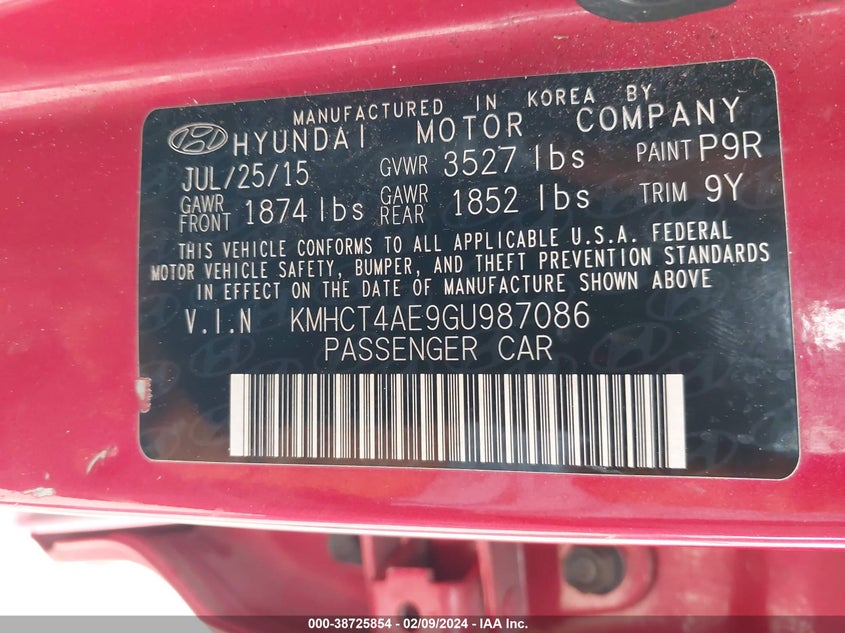 MANUFACTURED IN KOREA BY
HYUNDAI MOTOR COMPANY
JUL/25/15 GVWR 3527 lbs PAINT P9R
GAWR FRONT 1874 lbs GAWR REAR 1852 lbs TRIM 9Y
THIS VEHICLE CONFORMS TO ALL APPLICABLE U.S.A. FEDERAL
MOTOR VEHICLE SAFETY, BUMPER, AND THEFT PREVENTION STANDARDS
IN EFFECT ON THE DATE OF MANUFACTURE SHOWN ABOVE
V.I.N KMHCT4AE9GU987086
PASSENGER CAR
000-38725854 - 02/09/2024 - IAA Inc.